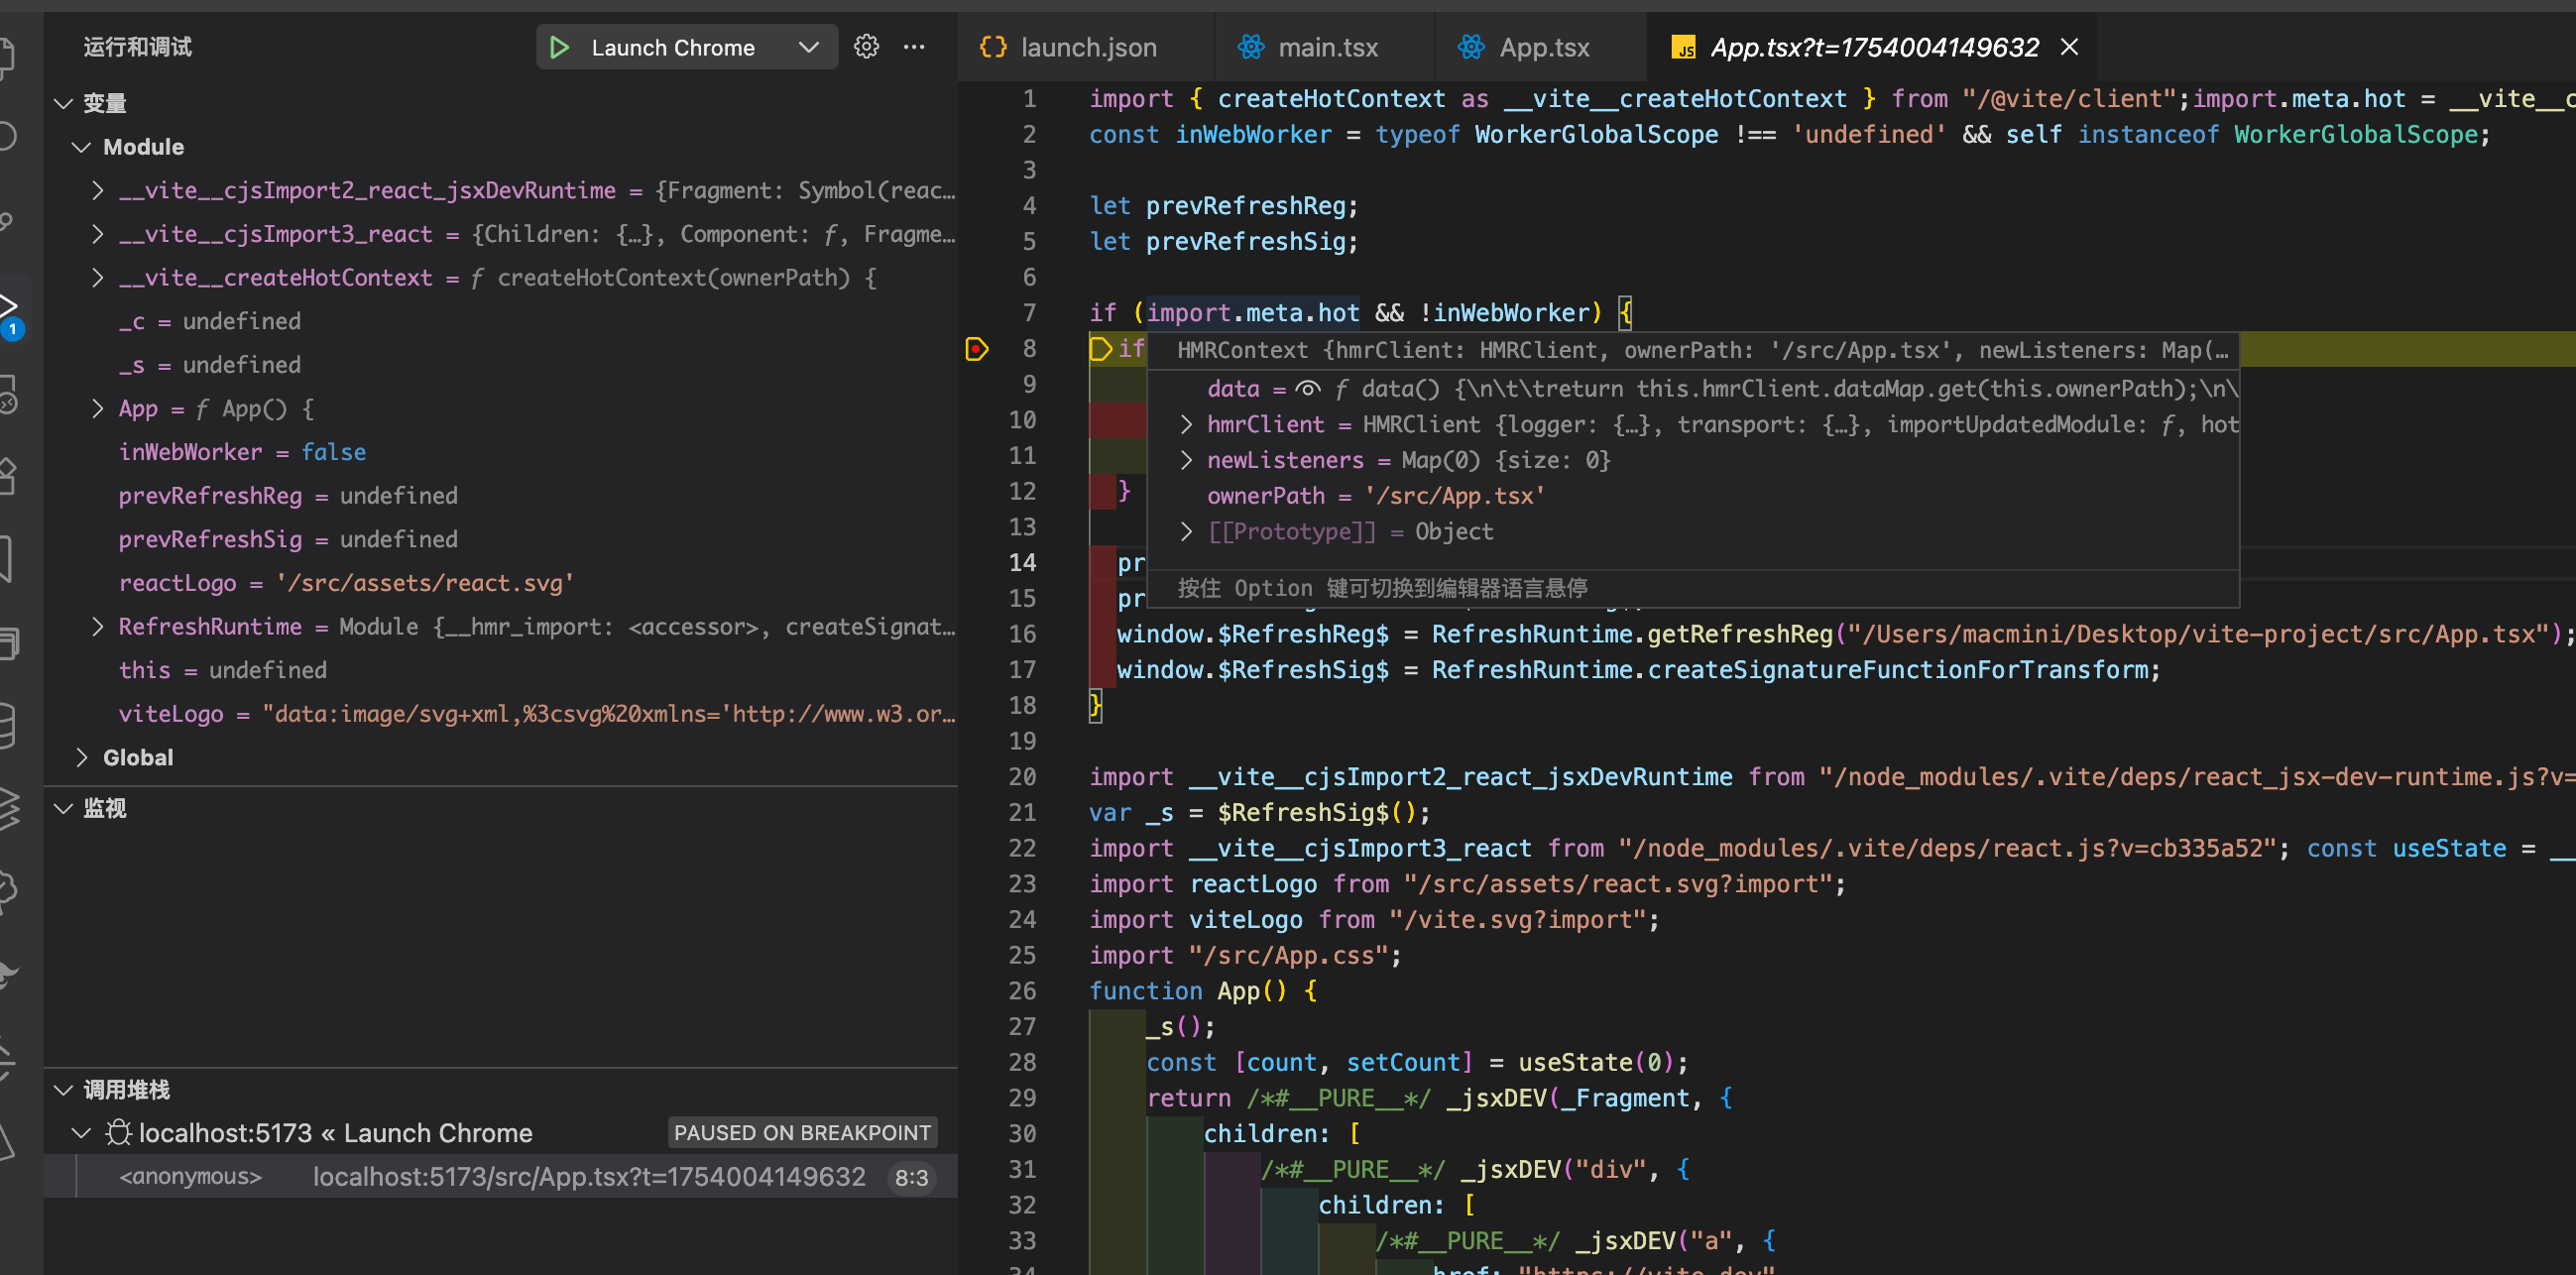 运行和调试
Launch Chrome
变量
Module
__vite__cjsImport2_react_jsxDevRuntime = {Fragment: Symbol(reac…
__vite__cjsImport3_react = {Children: {…}, Component: ƒ, Fragme…
__vite__createHotContext = ƒ createHotContext(ownerPath) {
_c = undefined
_s = undefined
App = ƒ App() {
inWebWorker = false
prevRefreshReg = undefined
prevRefreshSig = undefined
reactLogo = '/src/assets/react.svg'
RefreshRuntime = Module {__hmr_import: <accessor>, createSignat…
this = undefined
viteLogo = "data:image/svg+xml,%3csvg%20xmlns='http://www.w3.or…
Global
监视
调用堆栈
localhost:5173 « Launch Chrome PAUSED ON BREAKPOINT
<anonymous> localhost:5173/src/App.tsx?t=1754004149632 8:3
1
launch.json
main.tsx
App.tsx
JS App.tsx?t=1754004149632
1 import { createHotContext as __vite__createHotContext } from "/@vite/client";import.meta.hot = __vite__c
2 const inWebWorker = typeof WorkerGlobalScope !== 'undefined' && self instanceof WorkerGlobalScope;
3
4 let prevRefreshReg;
5 let prevRefreshSig;
6
7 if (import.meta.hot && !inWebWorker) {
8 if
HMRContext {hmrClient: HMRClient, ownerPath: '/src/App.tsx', newListeners: Map(…
9
data = ƒ data() {\n\t\treturn this.hmrClient.dataMap.get(this.ownerPath);\n\
10
hmrClient = HMRClient {logger: {…}, transport: {…}, importUpdatedModule: ƒ, hot
11
newListeners = Map(0) {size: 0}
12 }
ownerPath = '/src/App.tsx'
13
[[Prototype]] = Object
14 pr
15 pr
按住 Option 键可切换到编辑器语言悬停
16 window.$RefreshReg$ = RefreshRuntime.getRefreshReg("/Users/macmini/Desktop/vite-project/src/App.tsx");
17 window.$RefreshSig$ = RefreshRuntime.createSignatureFunctionForTransform;
18 }
19
20 import __vite__cjsImport2_react_jsxDevRuntime from "/node_modules/.vite/deps/react_jsx-dev-runtime.js?v=
21 var _s = $RefreshSig$();
22 import __vite__cjsImport3_react from "/node_modules/.vite/deps/react.js?v=cb335a52"; const useState = __
23 import reactLogo from "/src/assets/react.svg?import";
24 import viteLogo from "/vite.svg?import";
25 import "/src/App.css";
26 function App() {
27 _s();
28 const [count, setCount] = useState(0);
29 return /*#__PURE__*/ _jsxDEV(_Fragment, {
30 children: [
31 /*#__PURE__*/ _jsxDEV("div", {
32 children: [
33 /*#__PURE__*/ _jsxDEV("a", {
34 href: "https://vite.dev"